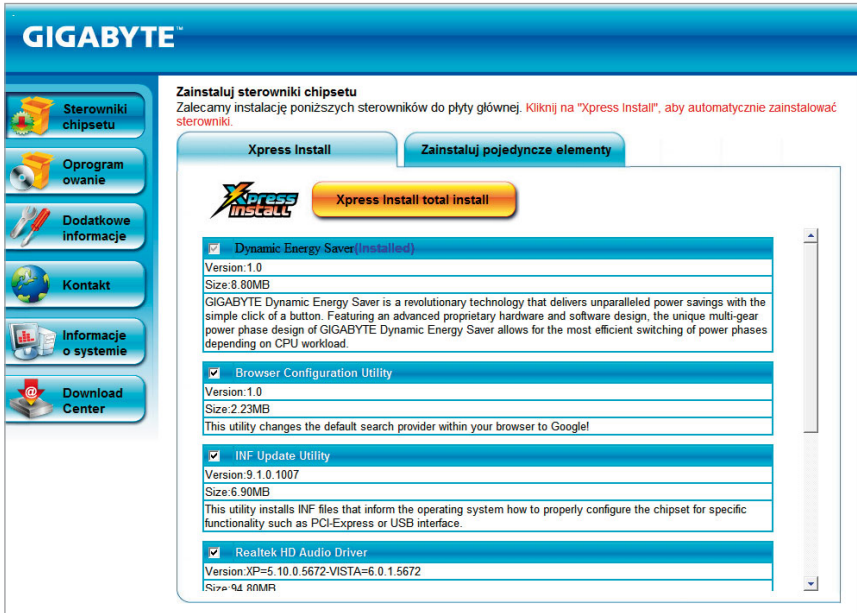 GIGABYTE™
Sterowniki
chipsetu
Oprogram
owanie
Dodatkowe
informacje
Kontakt
Informacje
o systemie
Download
Center
Zainstaluj sterowniki chipsetu
Zalecamy instalację poniższych sterowników do płyty głównej. Kliknij na "Xpress Install", aby automatycznie zainstalować
sterowniki.
Xpress Install
Zainstaluj pojedyncze elementy
Xpress
Install
Xpress Install total install
Dynamic Energy Saver(Installed)
Version:1.0
Size:8.80MB
GIGABYTE Dynamic Energy Saver is a revolutionary technology that delivers unparalleled power savings with the
simple click of a button. Featuring an advanced proprietary hardware and software design, the unique multi-gear
power phase design of GIGABYTE Dynamic Energy Saver allows for the most efficient switching of power phases
depending on CPU workload.
Browser Configuration Utility
Version:1.0
Size:2.23MB
This utility changes the default search provider within your browser to Google!
INF Update Utility
Version:9.1.0.1007
Size:6.90MB
This utility installs INF files that inform the operating system how to properly configure the chipset for specific
functionality such as PCI-Express or USB interface.
Realtek HD Audio Driver
Version:XP=5.10.0.5672-VISTA=6.0.1.5672
Size:94.80MB